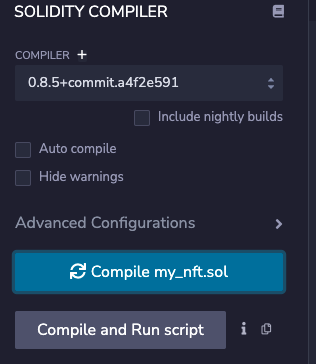 SOLIDITY COMPILER
COMPILER +
0.8.5+commit.a4f2e591
Include nightly builds
Auto compile
Hide warnings
Advanced Configurations
Compile my_nft.sol
Compile and Run script